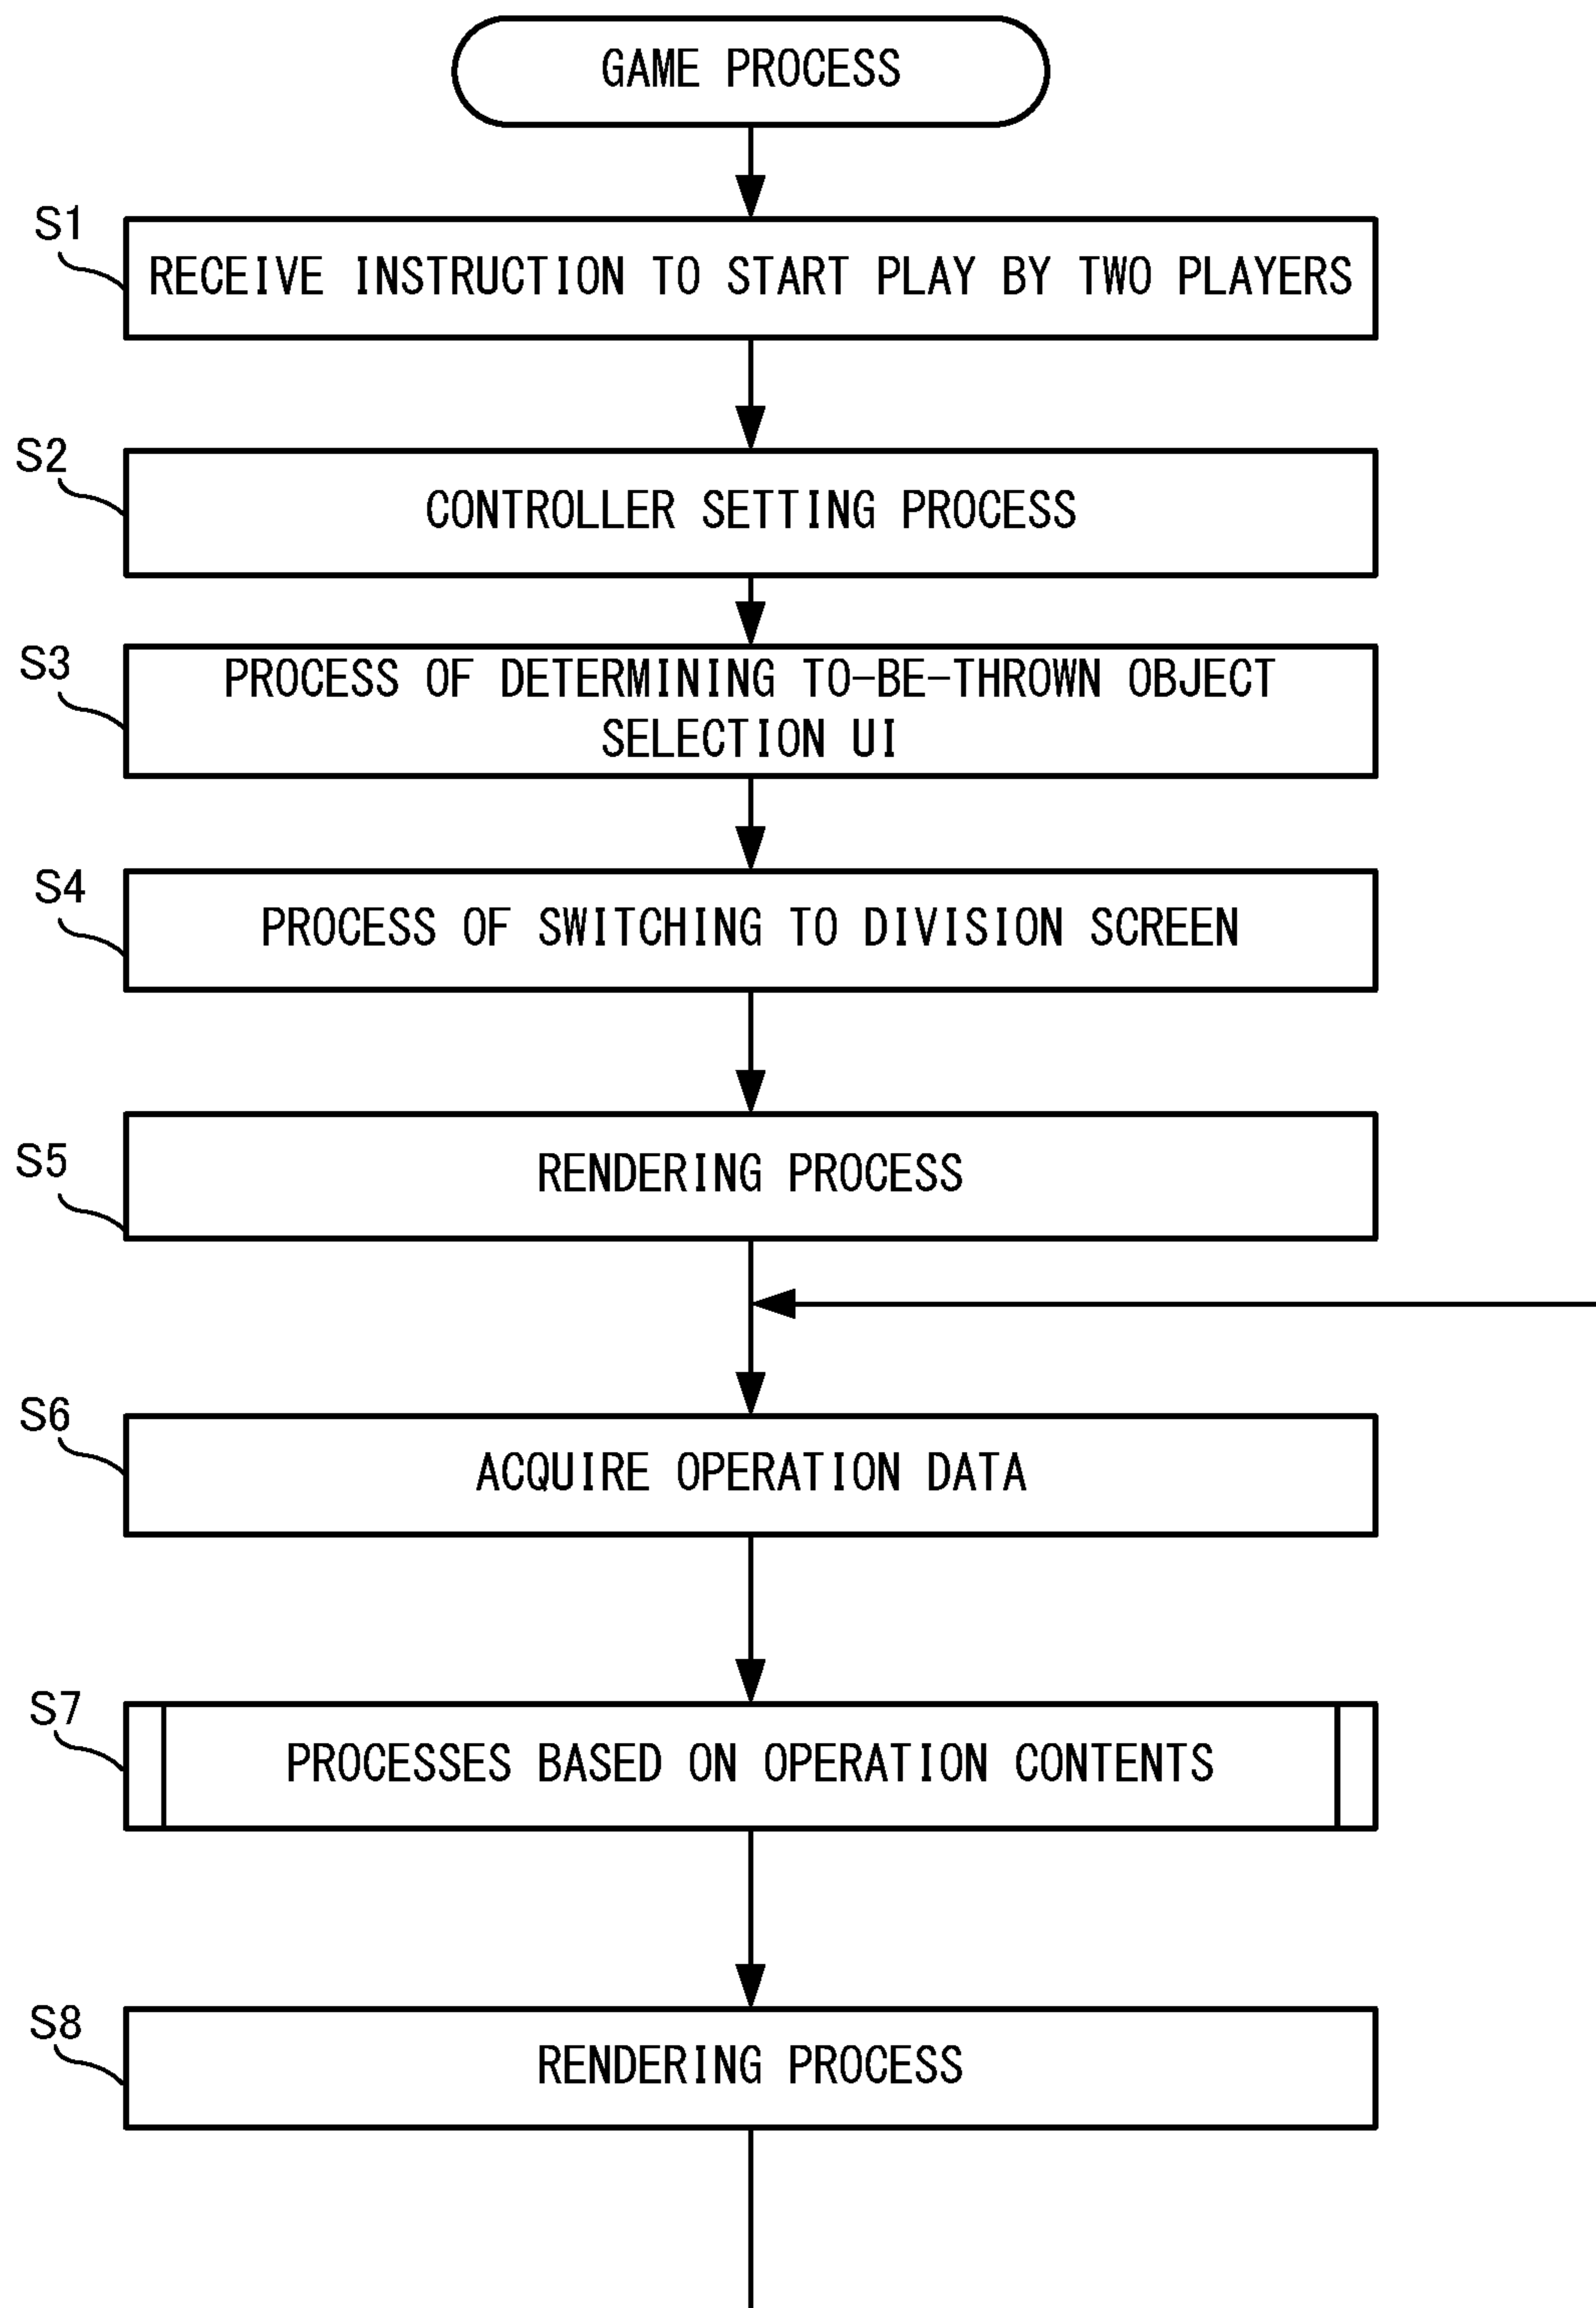 GAME PROCESS
S1
RECEIVE INSTRUCTION TO START PLAY BY TWO PLAYERS
S2
CONTROLLER SETTING PROCESS
S3
PROCESS OF DETERMINING TO-BE-THROWN OBJECT
SELECTION UI
S4
PROCESS OF SWITCHING TO DIVISION SCREEN
S5
RENDERING PROCESS
S6
ACQUIRE OPERATION DATA
S7
PROCESSES BASED ON OPERATION CONTENTS
S8
RENDERING PROCESS